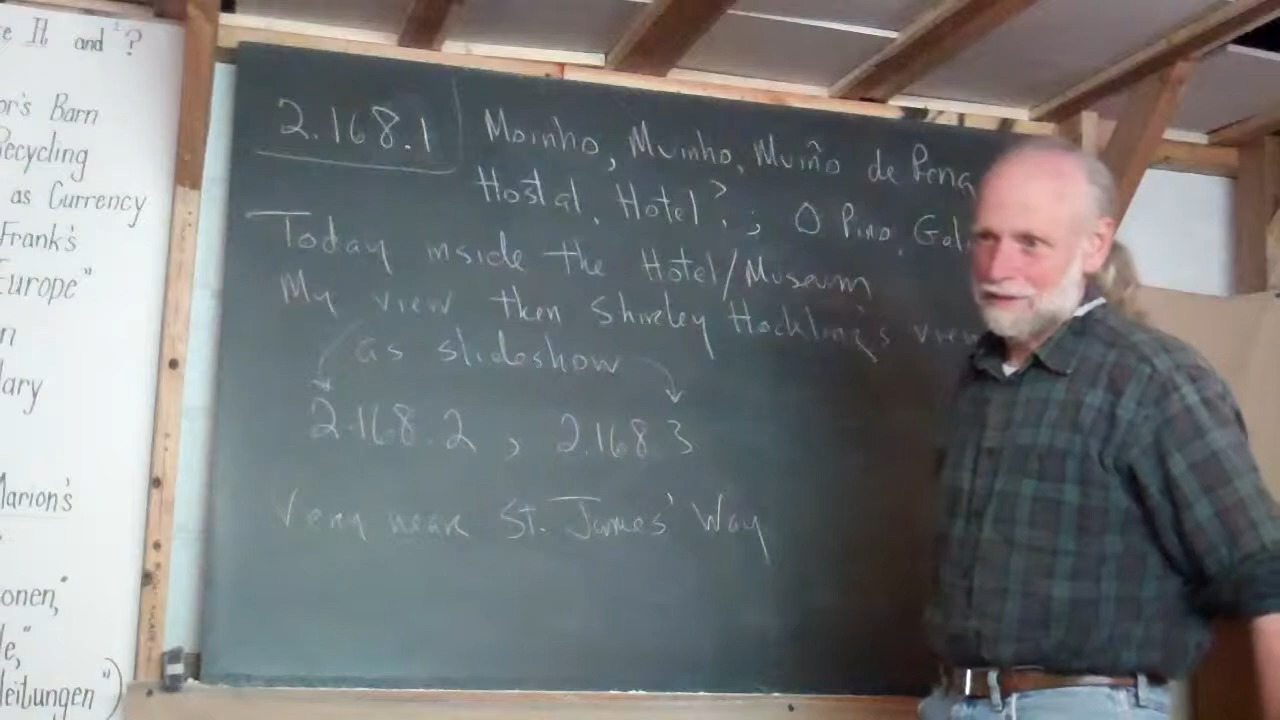 e It and ?
or's Barn
Recycling
as Currency
Frank's
Europe"
n
lary
Marion's
onen,"
le,"
leitungen")
2.168.1
Moinho, Muinho, Muiño de Pena
Hostal, Hotel?, ; O Pino, Gal
Today inside the Hotel/Museum
My view then Shirley Hockling's view
as slideshow
2.168.2 , 2.168.3
Very near St. James' Way